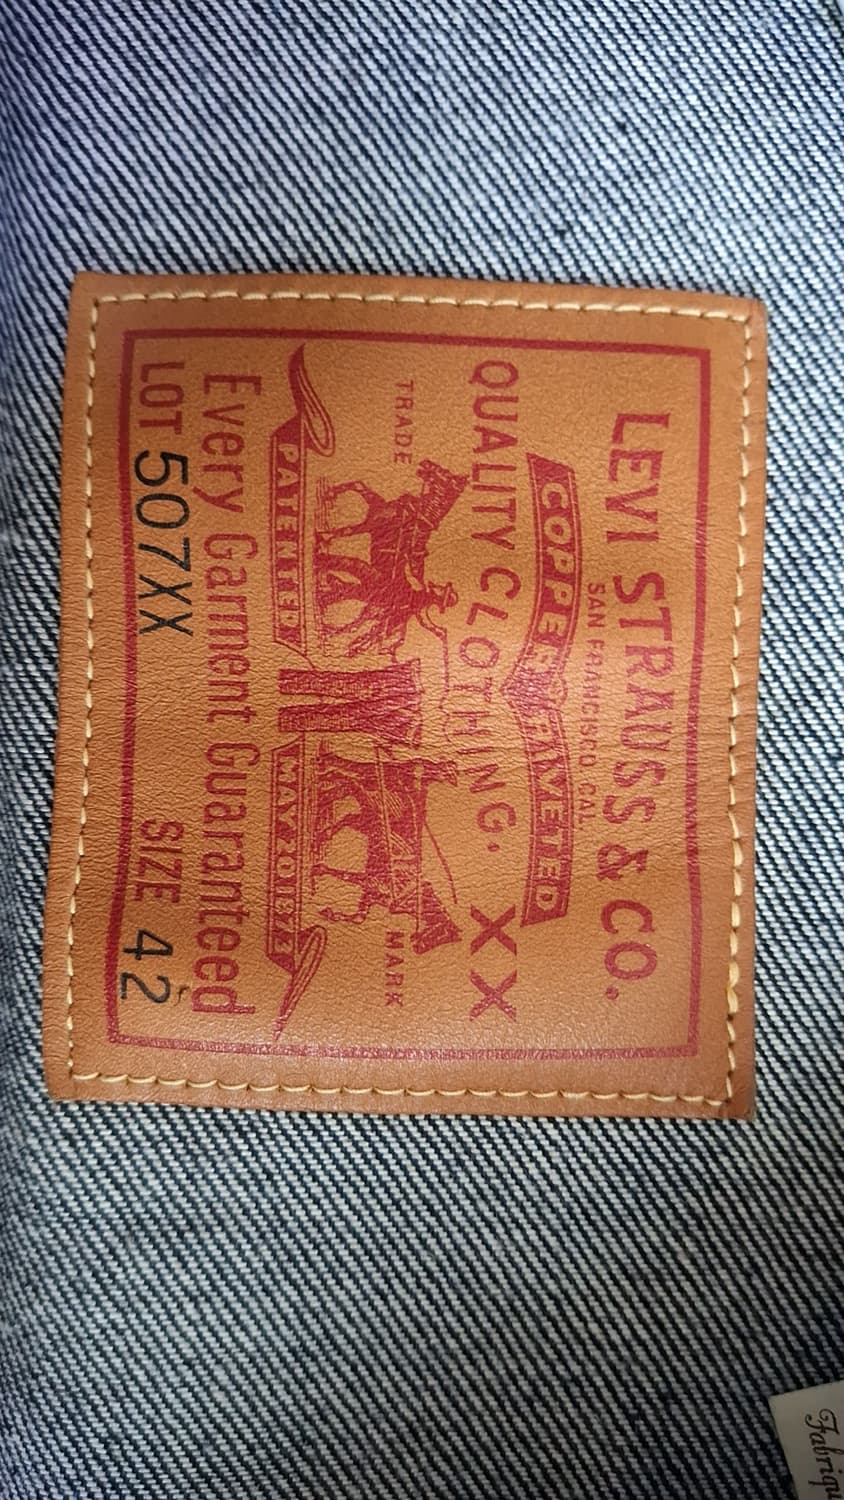 LEVI STRAUSS & CO.
SAN FRANCISCO. CAL.
COPPER RIVETED
QUALITY CLOTHING. XX
TRADE MARK
PATENTED MAY 20 1873
Every Garment Guaranteed
LOT 507XX SIZE 42